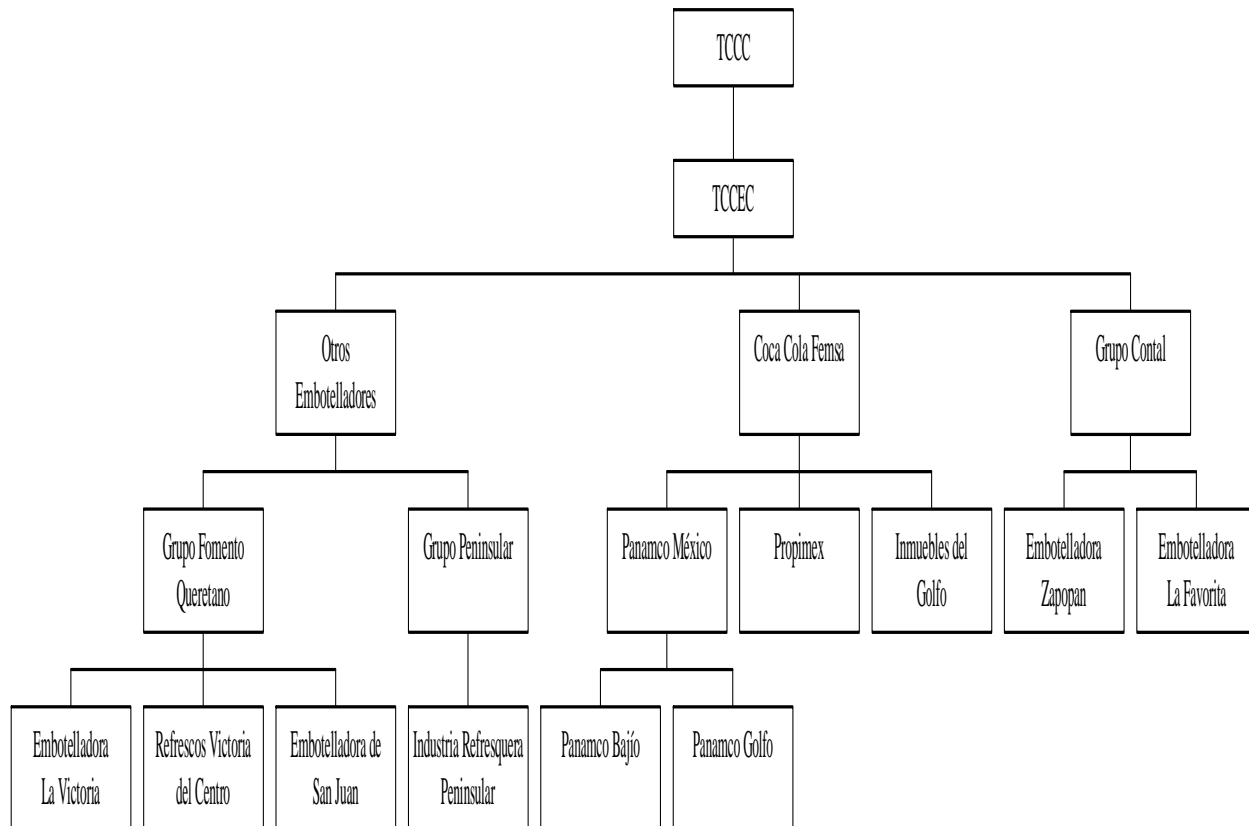 TCCC
TCCEC
Otros
Embotelladores
Coca Cola Femsa
Grupo Contal
Grupo Fomento
Queretano
Grupo Peninsular
Panamco México
Propimex
Inmuebles del
Golfo
Embotelladora
Zapopan
Embotelladora
La Favorita
Embotelladora
La Victoria
Refrescos Victoria
del Centro
Embotelladora de
San Juan
Industria Refresquera
Peninsular
Panamco Bajío
Panamco Golfo